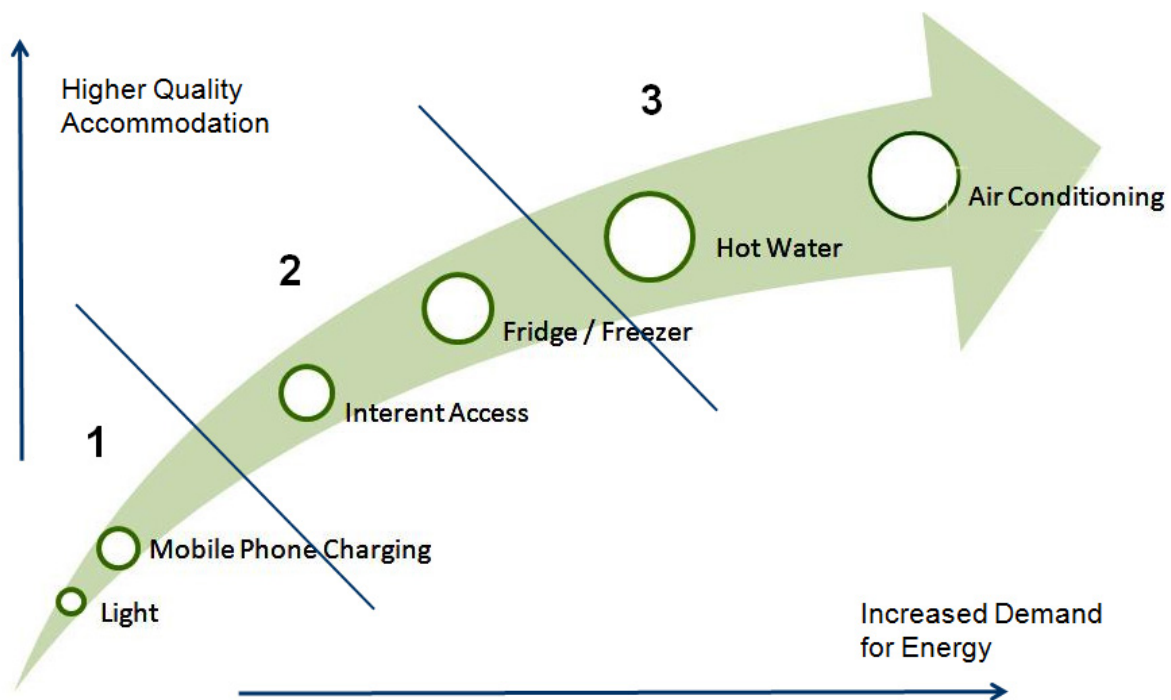 Higher Quality
Accommodation
3
Air Conditioning
Hot Water
2
Fridge / Freezer
Interent Access
1
Mobile Phone Charging
Light
Increased Demand
for Energy